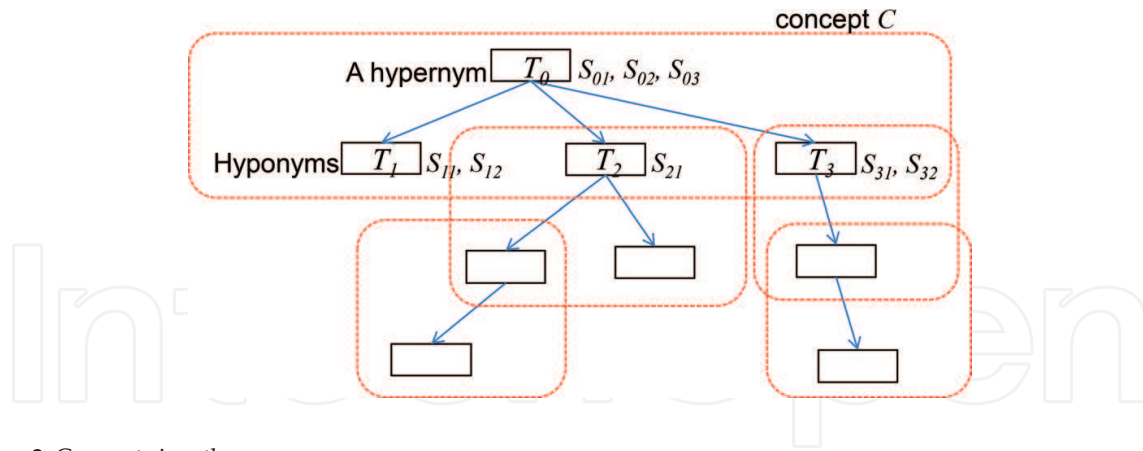 concept C
A hypernym T0 S01, S02, S03
Hyponyms T1 S11, S12 T2 S21 T3 S31, S32